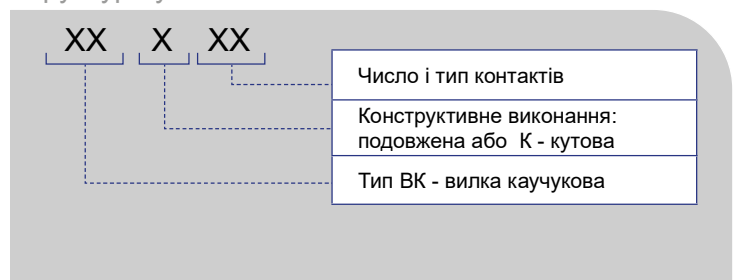 XX X XX
Число і тип контактів
Конструктивне виконання:
подовжена або К - кутова
Тип ВК - вилка каучукова